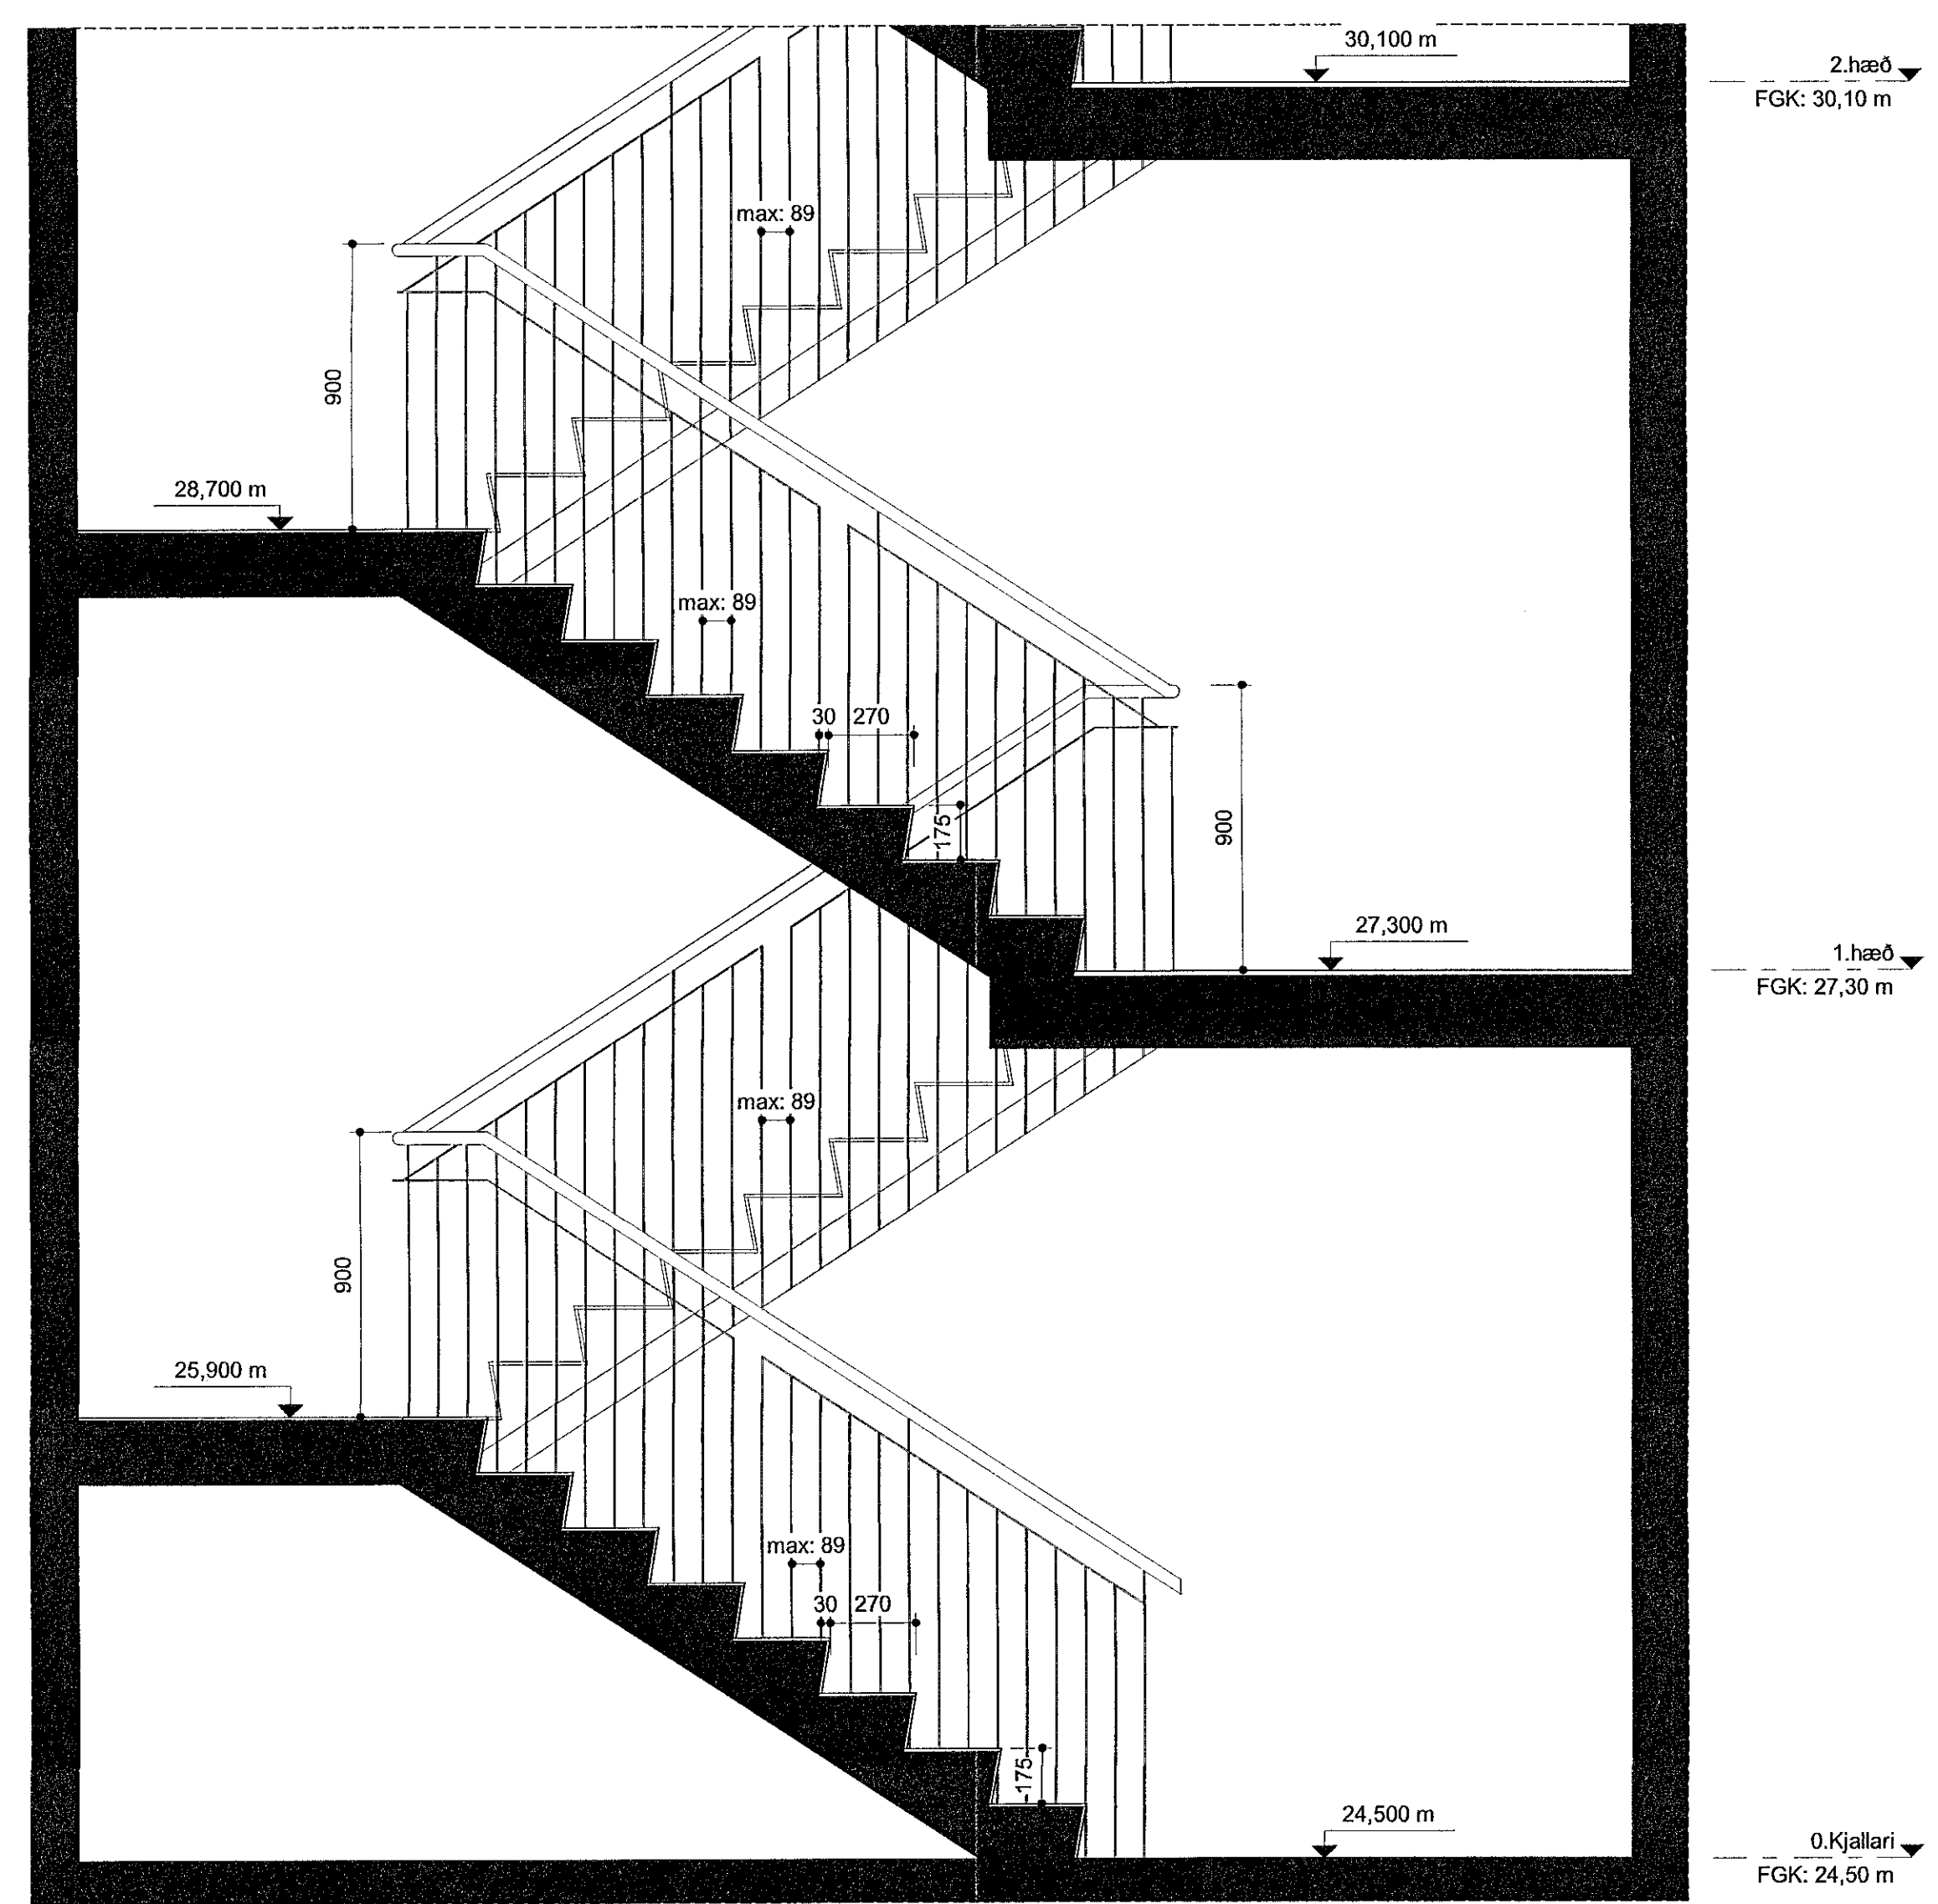 30,100 m
2.hæð
FGK: 30,10 m
max: 89
900
28,700 m
max: 89
30 270
175
900
27,300 m
1.hæð
FGK: 27,30 m
max: 89
900
25,900 m
max: 89
30 270
175
24,500 m
0.Kjallari
FGK: 24,50 m